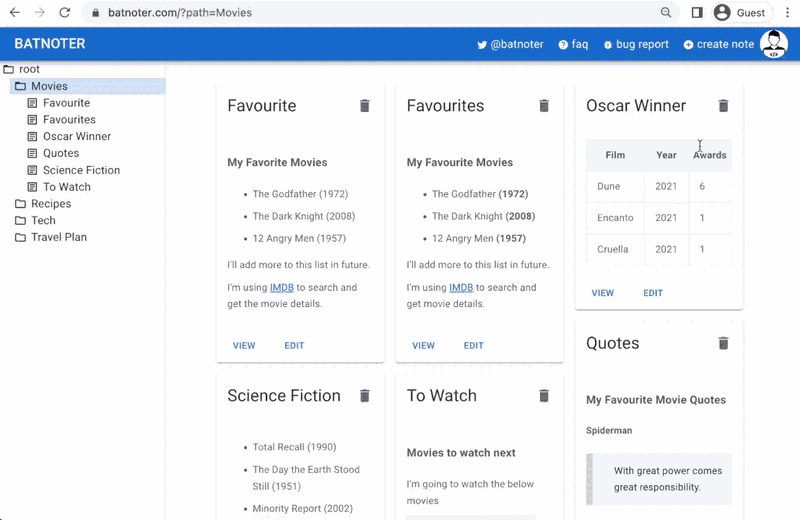 batnoter.com/?path=Movies
Guest
BATNOTER
@batnoter
faq
bug report
create note
root
Movies
Favourite
Favourites
Oscar Winner
Quotes
Science Fiction
To Watch
Recipes
Tech
Travel Plan
Favourite
My Favorite Movies
The Godfather (1972)
The Dark Knight (2008)
12 Angry Men (1957)
I'll add more to this list in future.
I'm using IMDB to search and
get the movie details.
VIEW EDIT
Favourites
My Favourite Movies
The Godfather (1972)
The Dark Knight (2008)
12 Angry Men (1957)
I'll add more to this list in future.
I'm using IMDB to search and
get movie details.
VIEW EDIT
Oscar Winner
Film Year Awards
Dune 2021 6
Encanto 2021 1
Cruella 2021 1
VIEW EDIT
Science Fiction
Total Recall (1990)
The Day the Earth Stood
Still (1951)
Minority Report (2002)
To Watch
Movies to watch next
I'm going to watch the below
movies
Quotes
My Favourite Movie Quotes
Spiderman
With great power comes
great responsibility.